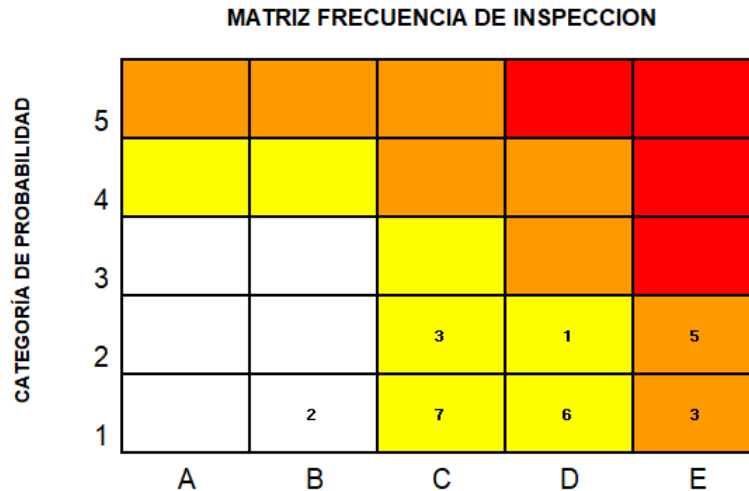 MATRIZ FRECUENCIA DE INSPECCION
CATEGORÍA DE PROBABILIDAD
5
4
3
2 3 1 5
1 2 7 6 3
A B C D E